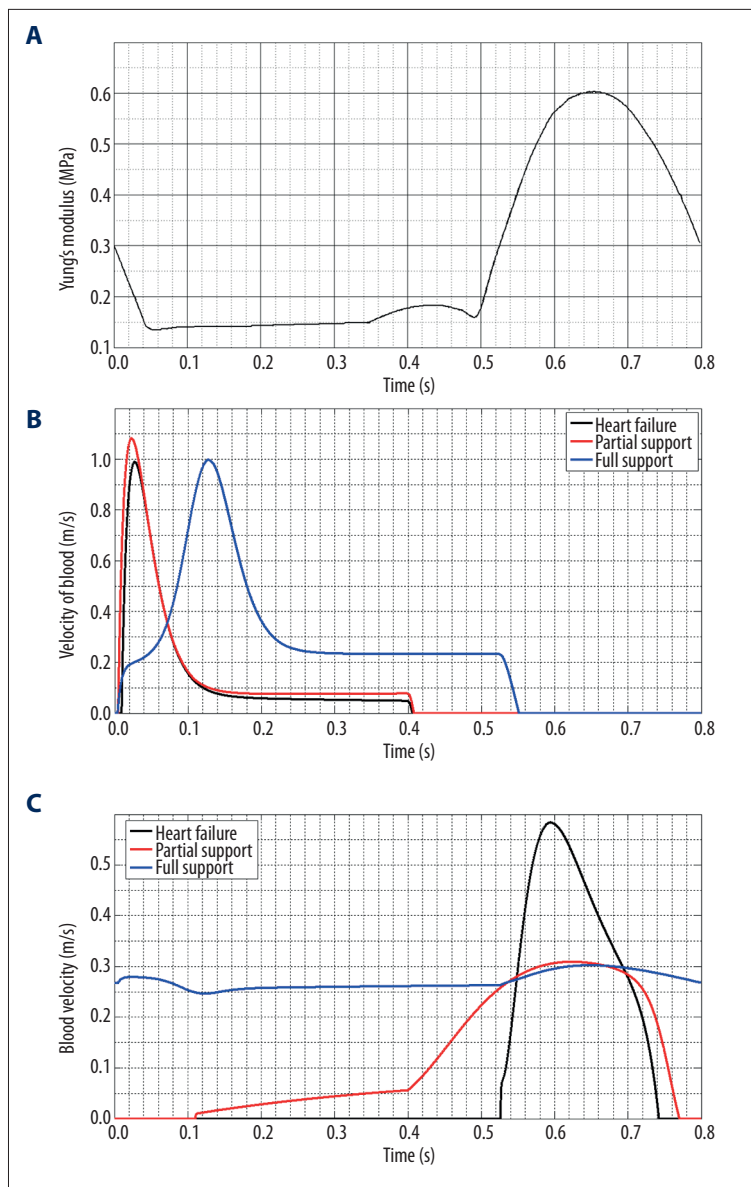 A
Yung's modulus (MPa)
0.6
0.5
0.4
0.3
0.2
0.1
0.0 0.1 0.2 0.3 0.4 0.5 0.6 0.7 0.8
Time (s)
B
Velocity of blood (m/s)
Heart failure
Partial support
Full support
1.0
0.8
0.6
0.4
0.2
0.0
0.0 0.1 0.2 0.3 0.4 0.5 0.6 0.7 0.8
Time (s)
C
Blood velocity (m/s)
Heart failure
Partial support
Full support
0.5
0.4
0.3
0.2
0.1
0.0
0.0 0.1 0.2 0.3 0.4 0.5 0.6 0.7 0.8
Time (s)